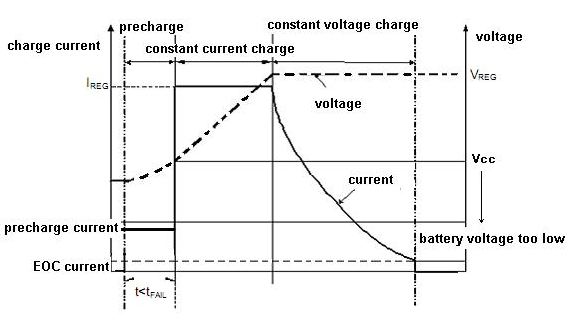 precharge
constant voltage charge
charge current
constant current charge
voltage
IREG
VREG
voltage
Vcc
current
precharge current
battery voltage too low
EOC current
t<tFAIL